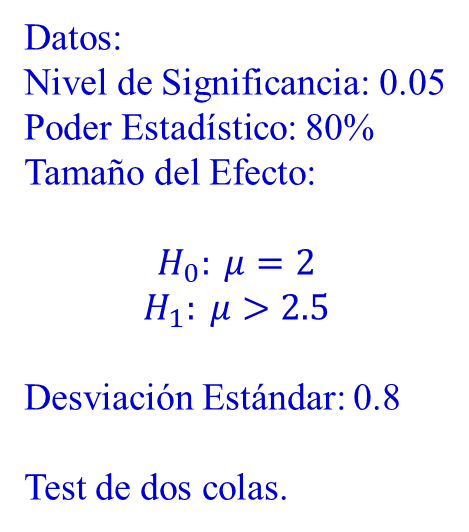 Datos:
Nivel de Significancia: 0.05
Poder Estadístico: 80%
Tamaño del Efecto:
H₀: μ = 2
H₁: μ > 2.5
Desviación Estándar: 0.8
Test de dos colas.